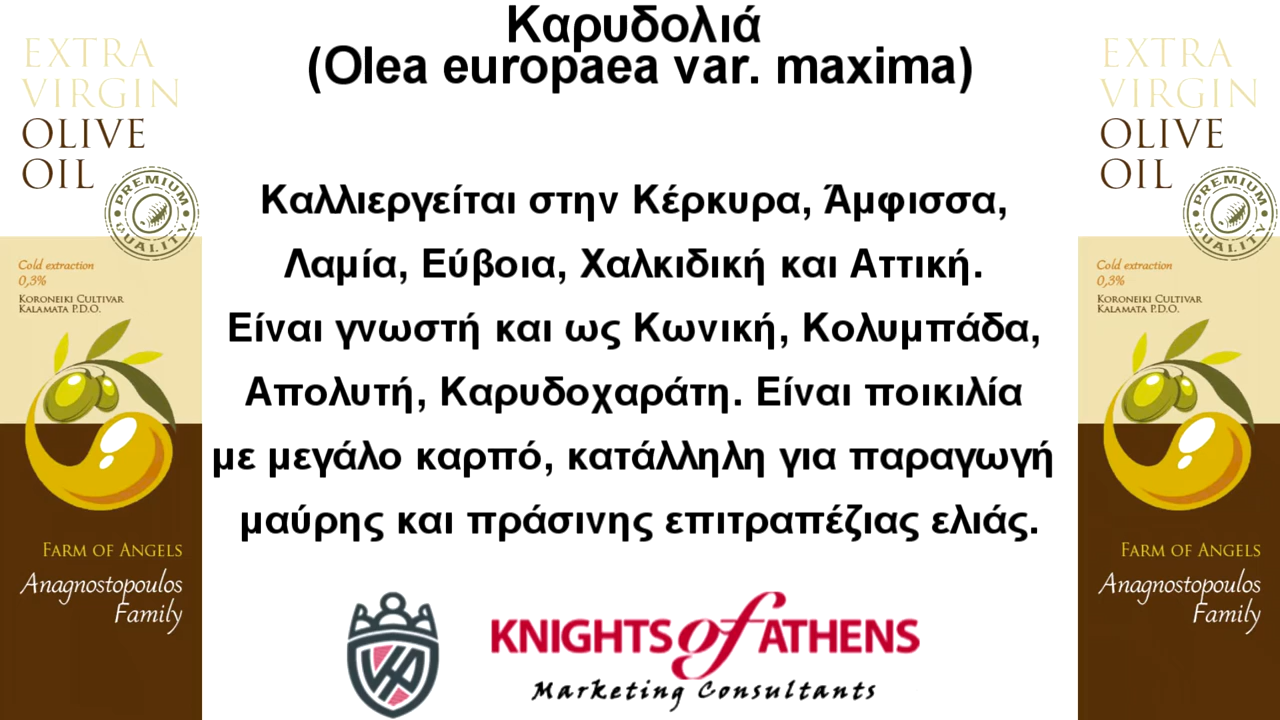 Καρυδολιά
(Olea europaea var. maxima)
Καλλιεργείται στην Κέρκυρα, Άμφισσα,
Λαμία, Εύβοια, Χαλκιδική και Αττική.
Είναι γνωστή και ως Κωνική, Κολυμπάδα,
Απολυτή, Καρυδοχαράτη. Είναι ποικιλία
με μεγάλο καρπό, κατάλληλη για παραγωγή
μαύρης και πράσινης επιτραπέζιας ελιάς.
KNIGHTS of ATHENS
Marketing Consultants
EXTRA
VIRGIN
OLIVE
OIL
PREMIUM
QUALITY
Cold extraction
0,3%
KORONEIKI CULTIVAR
KALAMATA P.D.O.
FARM OF ANGELS
Anagnostopoulos
Family
EXTRA
VIRGIN
OLIVE
OIL
PREMIUM
QUALITY
Cold extraction
0,3%
KORONEIKI CULTIVAR
KALAMATA P.D.O.
FARM OF ANGELS
Anagnostopoulos
Family